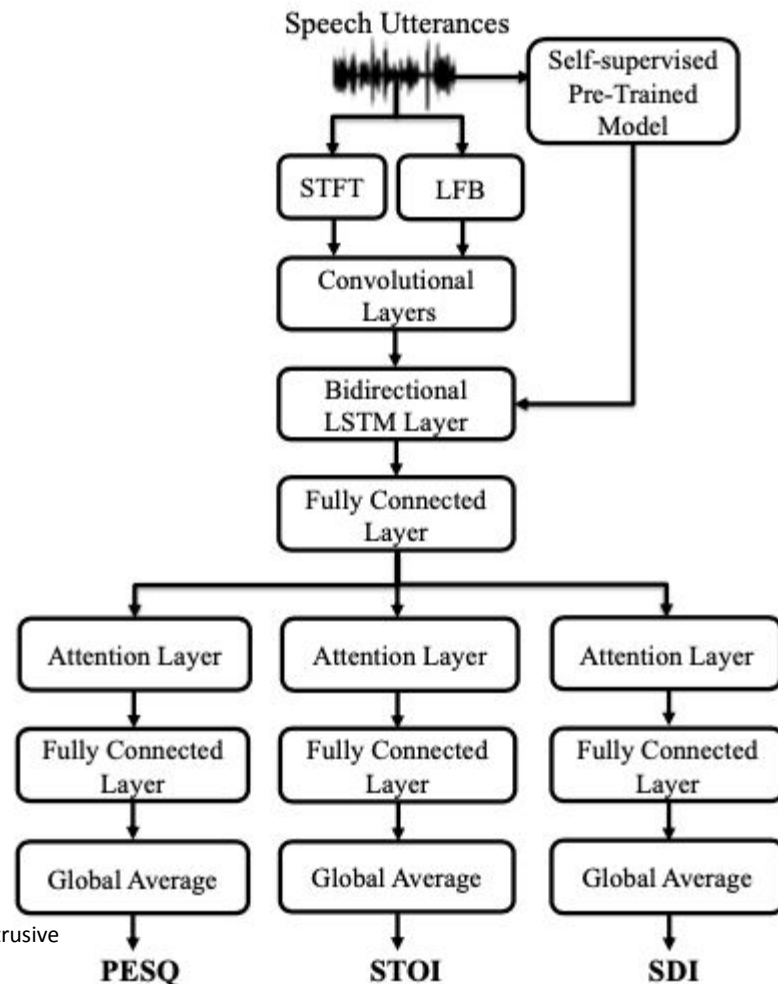 Speech Utterances
Self-supervised
Pre-Trained
Model
STFT
LFB
Convolutional
Layers
Bidirectional
LSTM Layer
Fully Connected
Layer
Attention Layer
Attention Layer
Attention Layer
Fully Connected
Layer
Fully Connected
Layer
Fully Connected
Layer
Global Average
Global Average
Global Average
PESQ
STOI
SDI